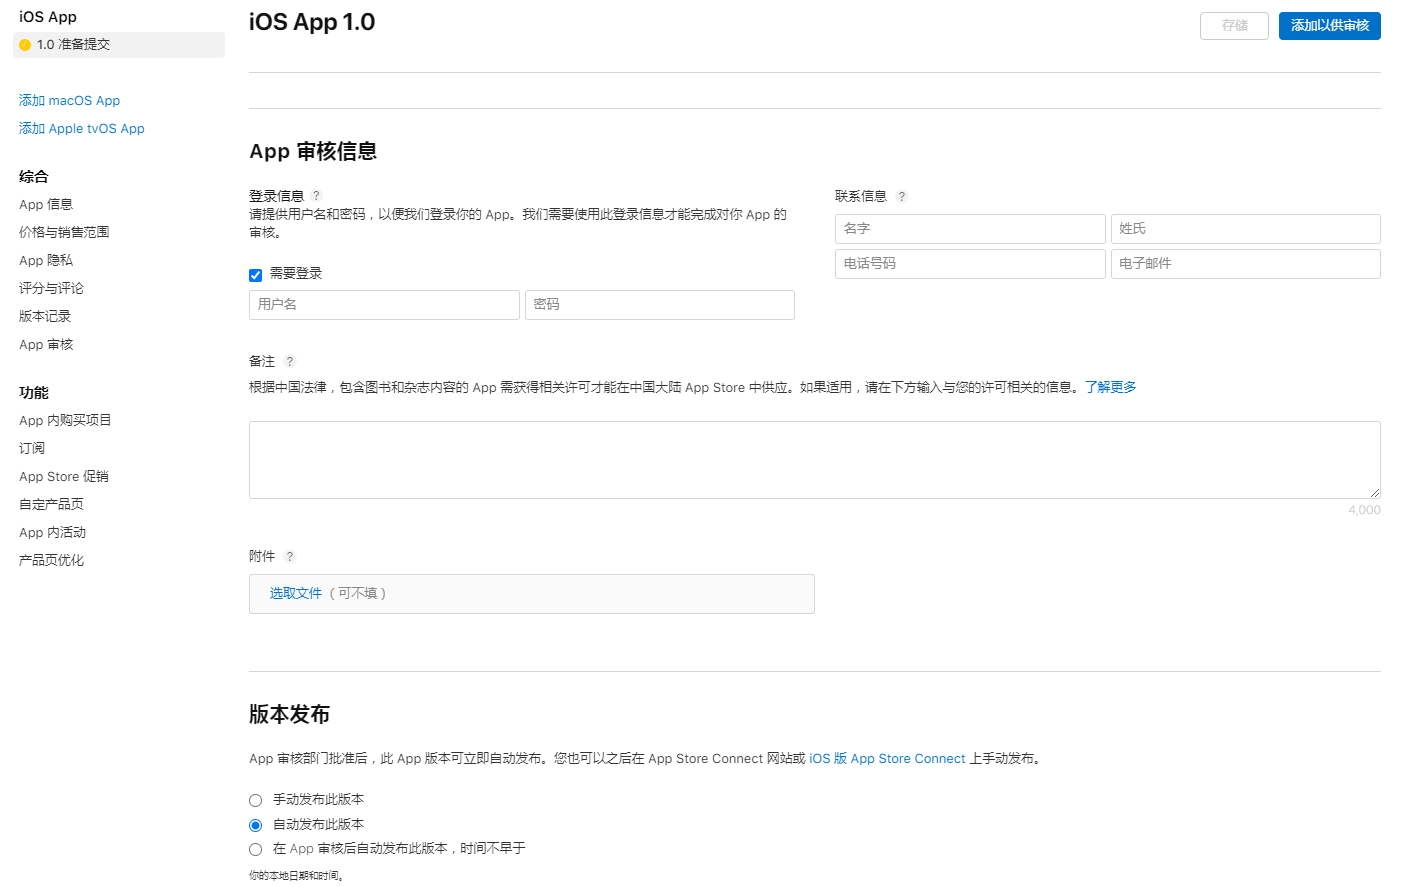 iOS App
1.0 准备提交
添加 macOS App
添加 Apple tvOS App
综合
App 信息
价格与销售范围
App 隐私
评分与评论
版本记录
App 审核
功能
App 内购买项目
订阅
App Store 促销
自定产品页
App 内活动
产品页优化
iOS App 1.0
存储
添加以供审核
App 审核信息
登录信息 ?
请提供用户名和密码，以便我们登录你的 App。我们需要使用此登录信息才能完成对你 App 的
审核。
需要登录
用户名
密码
联系信息 ?
名字
姓氏
电话号码
电子邮件
备注 ?
根据中国法律，包含图书和杂志内容的 App 需获得相关许可才能在中国大陆 App Store 中供应。如果适用，请在下方输入与您的许可相关的信息。了解更多
4,000
附件 ?
选取文件（可不填）
版本发布
App 审核部门批准后，此 App 版本可立即自动发布。您也可以之后在 App Store Connect 网站或 iOS 版 App Store Connect 上手动发布。
手动发布此版本
自动发布此版本
在 App 审核后自动发布此版本，时间不早于
你的本地日期和时间。